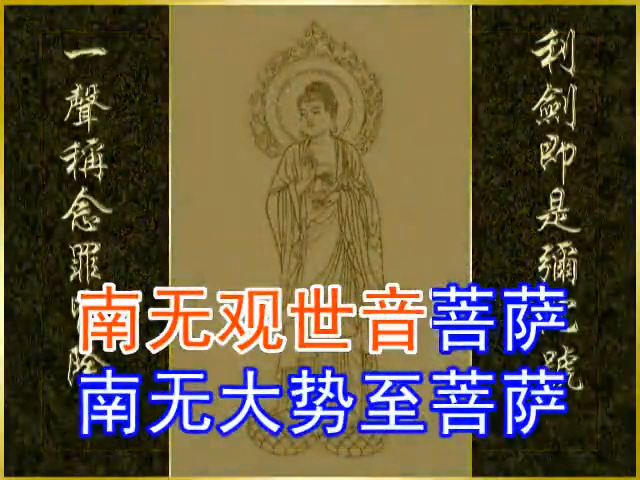 利劍即是彌號
一聲稱念罪
南无观世音菩萨
南无大势至菩萨